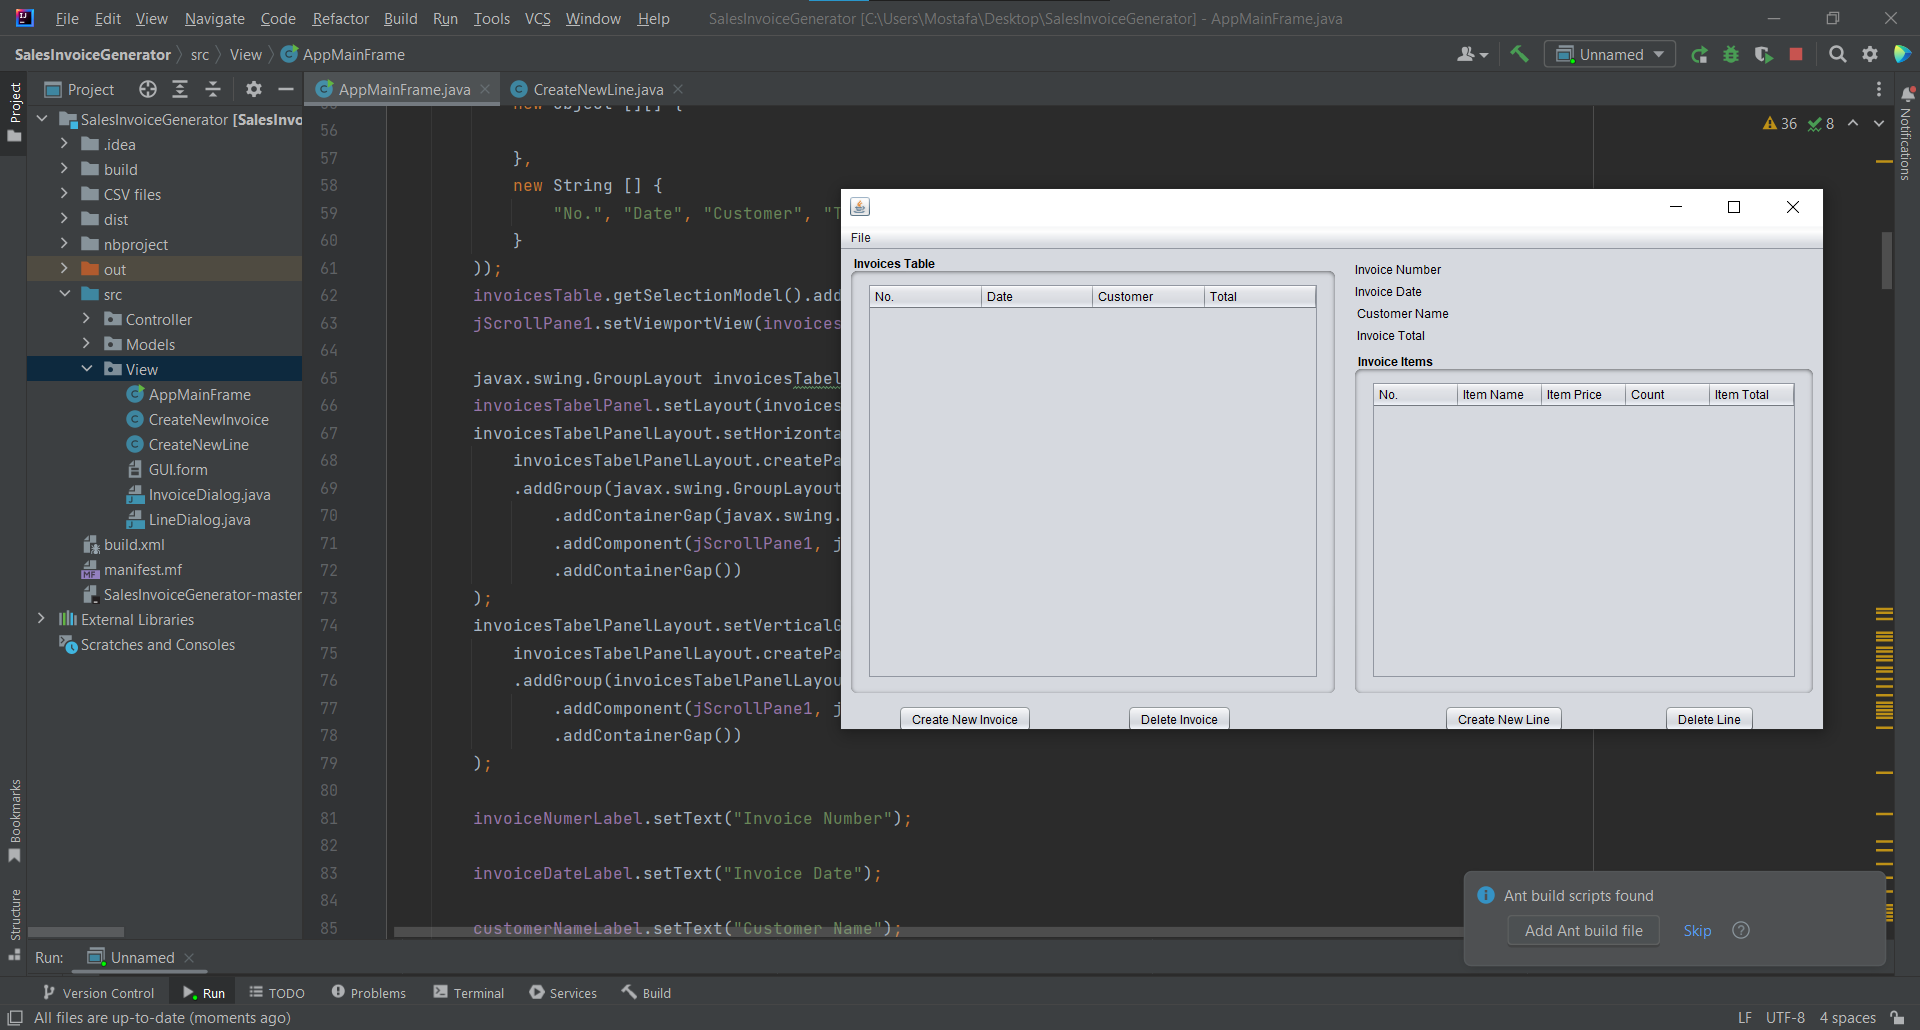 File Edit View Navigate Code Refactor Build Run Tools VCS Window Help SalesInvoiceGenerator [C:\Users\Mostafa\Desktop\SalesInvoiceGenerator] - AppMainFrame.java
SalesInvoiceGenerator src View AppMainFrame
Unnamed
Project
AppMainFrame.java
CreateNewLine.java
Project
SalesInvoiceGenerator [SalesInvo
.idea
build
CSV files
dist
nbproject
out
src
Controller
Models
View
AppMainFrame
CreateNewInvoice
CreateNewLine
GUI.form
InvoiceDialog.java
LineDialog.java
build.xml
manifest.mf
SalesInvoiceGenerator-master
External Libraries
Scratches and Consoles
Bookmarks
Structure
new Object [][] {
56
57 },
58 new String [] {
59 "No.", "Date", "Customer", "T
60 }
61 ));
62 invoicesTable.getSelectionModel().add
63 jScrollPane1.setViewportView(invoices
64
65 javax.swing.GroupLayout invoicesTabel
66 invoicesTabelPanel.setLayout(invoices
67 invoicesTabelPanelLayout.setHorizonta
68 invoicesTabelPanelLayout.createPa
69 .addGroup(javax.swing.GroupLayout
70 .addContainerGap(javax.swing.
71 .addComponent(jScrollPane1, j
72 .addContainerGap())
73 );
74 invoicesTabelPanelLayout.setVerticalG
75 invoicesTabelPanelLayout.createPa
76 .addGroup(invoicesTabelPanelLayou
77 .addComponent(jScrollPane1, j
78 .addContainerGap())
79 );
80
81 invoiceNumerLabel.setText("Invoice Number");
82
83 invoiceDateLabel.setText("Invoice Date");
84
85 customerNameLabel.setText("Customer Name");
36 8
Notifications
File
Invoices Table
No. Date Customer Total
Invoice Number
Invoice Date
Customer Name
Invoice Total
Invoice Items
No. Item Name Item Price Count Item Total
Create New Invoice Delete Invoice Create New Line Delete Line
Ant build scripts found
Add Ant build file Skip
Run: Unnamed
Version Control Run TODO Problems Terminal Services Build
All files are up-to-date (moments ago) LF UTF-8 4 spaces